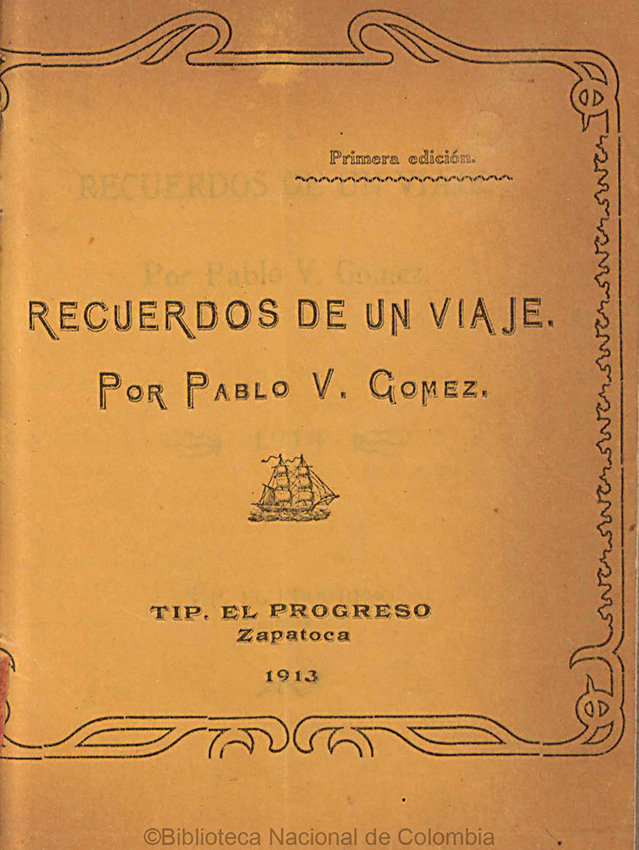 Primera edición.
RECUERDOS DE UN VIAJE.
POR PABLO V. GOMEZ.
TIP. EL PROGRESO
Zapatoca
1913
©Biblioteca Nacional de Colombia